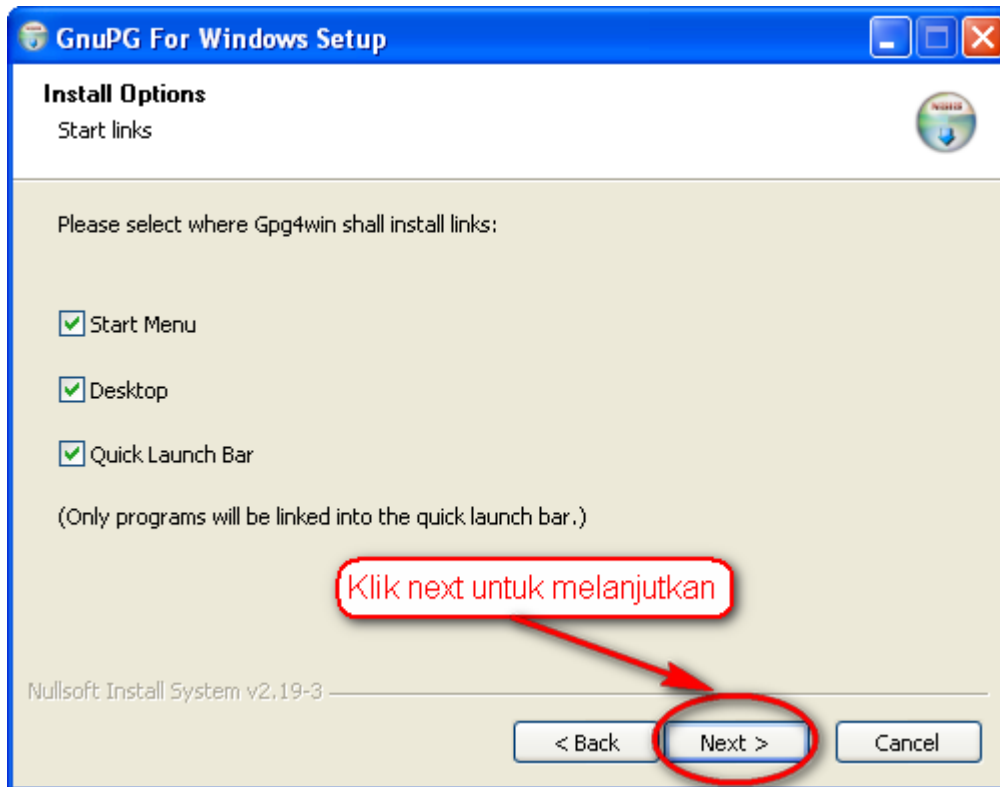 GnuPG For Windows Setup
Install Options
Start links
Please select where Gpg4win shall install links:
Start Menu
Desktop
Quick Launch Bar
(Only programs will be linked into the quick launch bar.)
Klik next untuk melanjutkan
Nullsoft Install System v2.19-3
< Back
Next >
Cancel